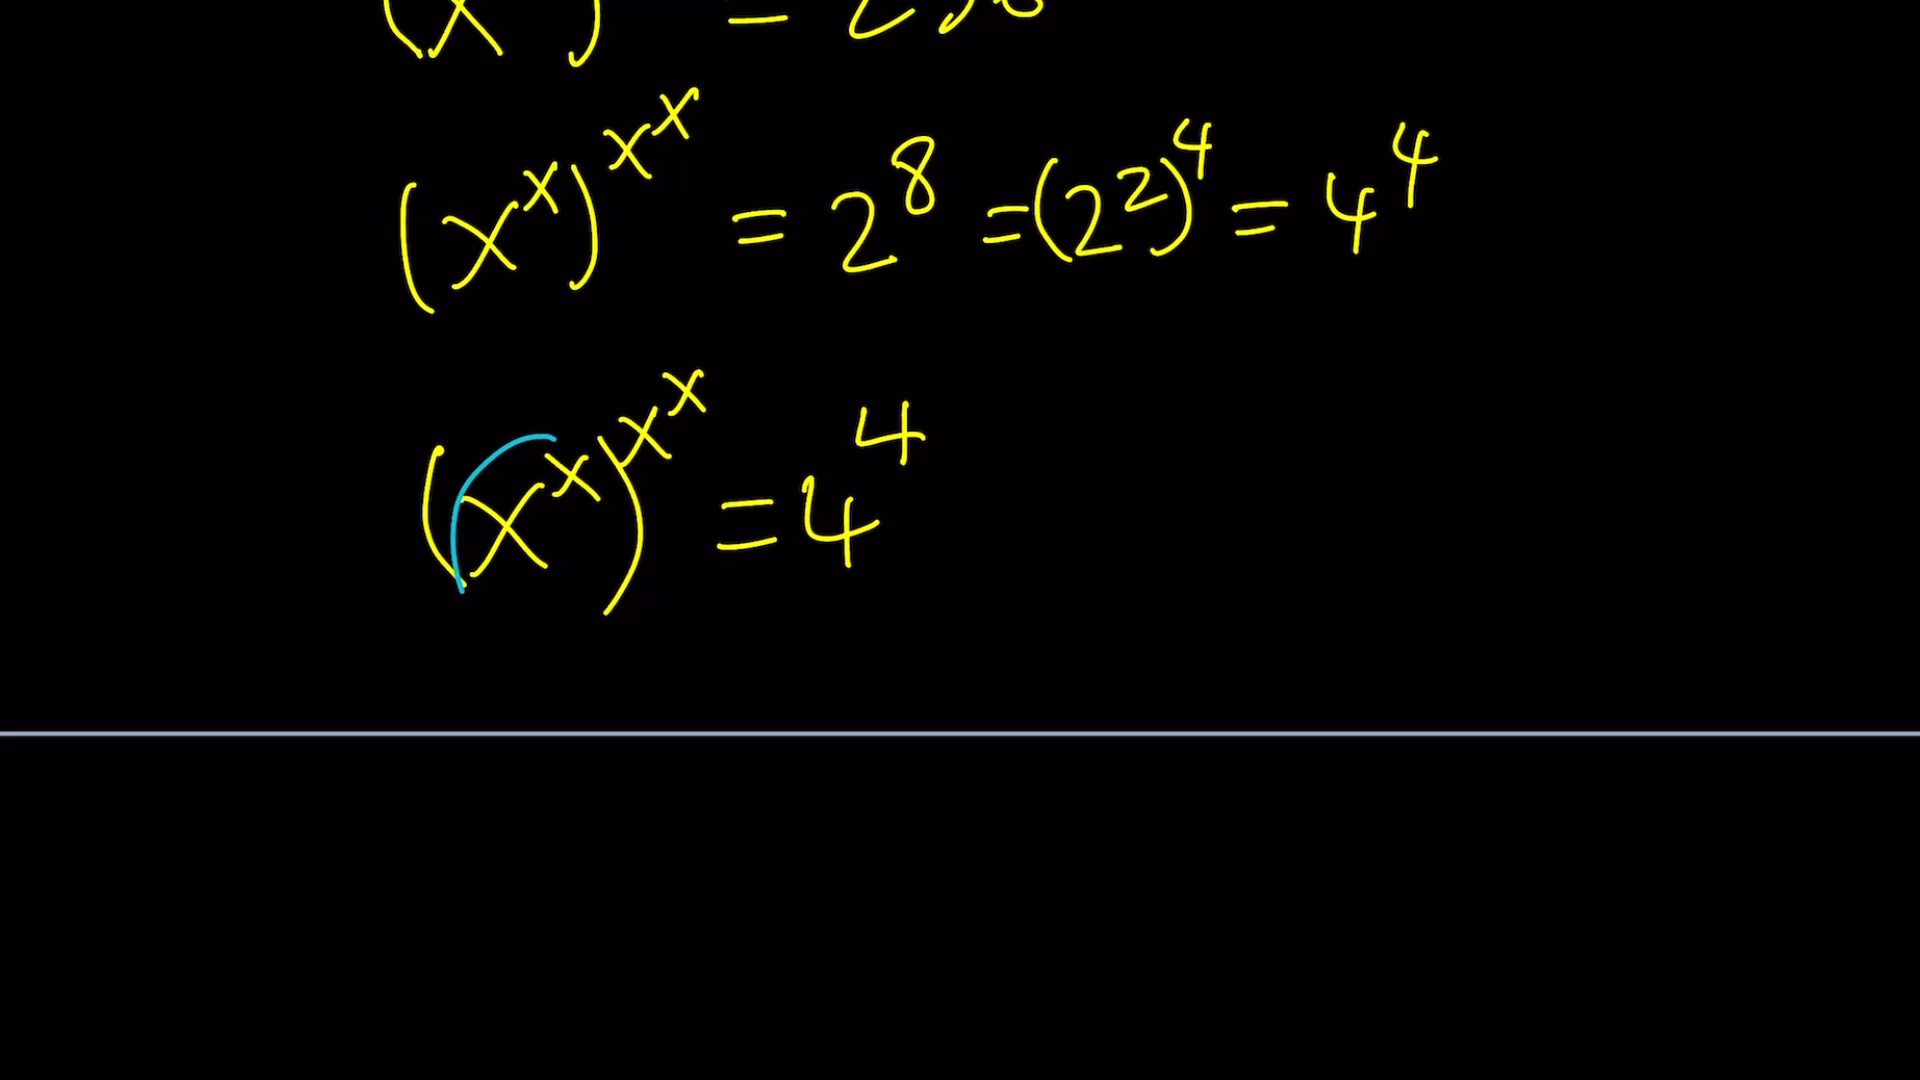 (x^x)^{x^x} = 2^8 = (2^2)^4 = 4^4
(x^x)^{x^x} = 4^4